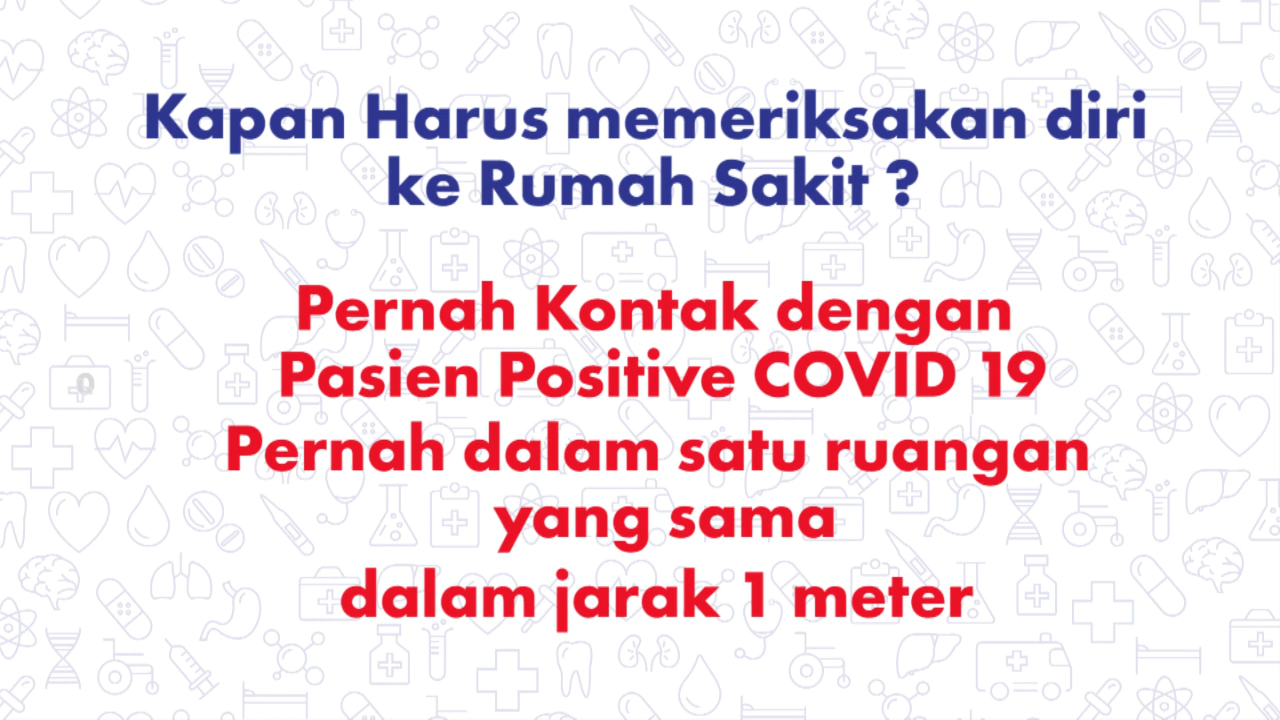 Kapan Harus memeriksakan diri
ke Rumah Sakit ?
Pernah Kontak dengan
Pasien Positive COVID 19
Pernah dalam satu ruangan
yang sama
dalam jarak 1 meter